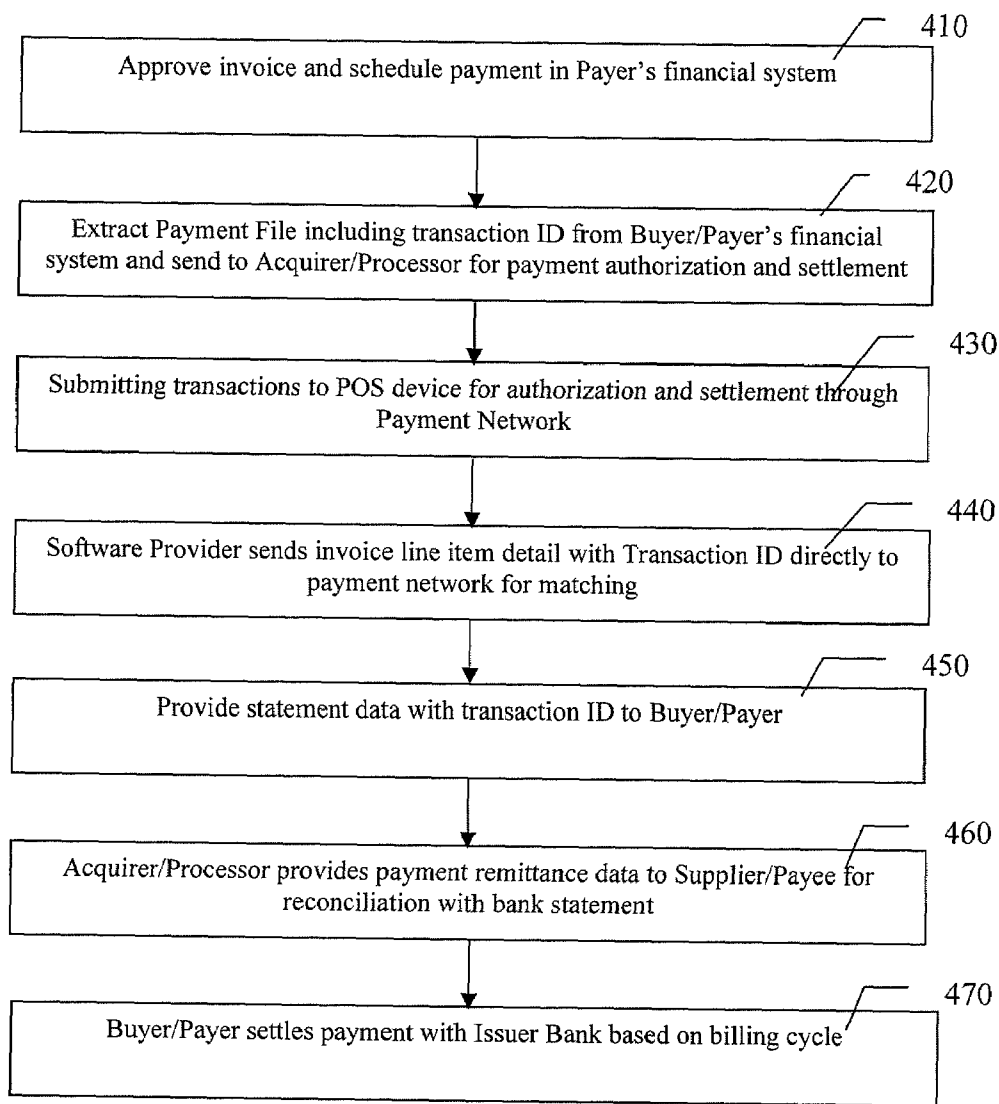 410
Approve invoice and schedule payment in Payer's financial system
420
Extract Payment File including transaction ID from Buyer/Payer's financial
system and send to Acquirer/Processor for payment authorization and settlement
430
Submitting transactions to POS device for authorization and settlement through
Payment Network
440
Software Provider sends invoice line item detail with Transaction ID directly to
payment network for matching
450
Provide statement data with transaction ID to Buyer/Payer
460
Acquirer/Processor provides payment remittance data to Supplier/Payee for
reconciliation with bank statement
470
Buyer/Payer settles payment with Issuer Bank based on billing cycle